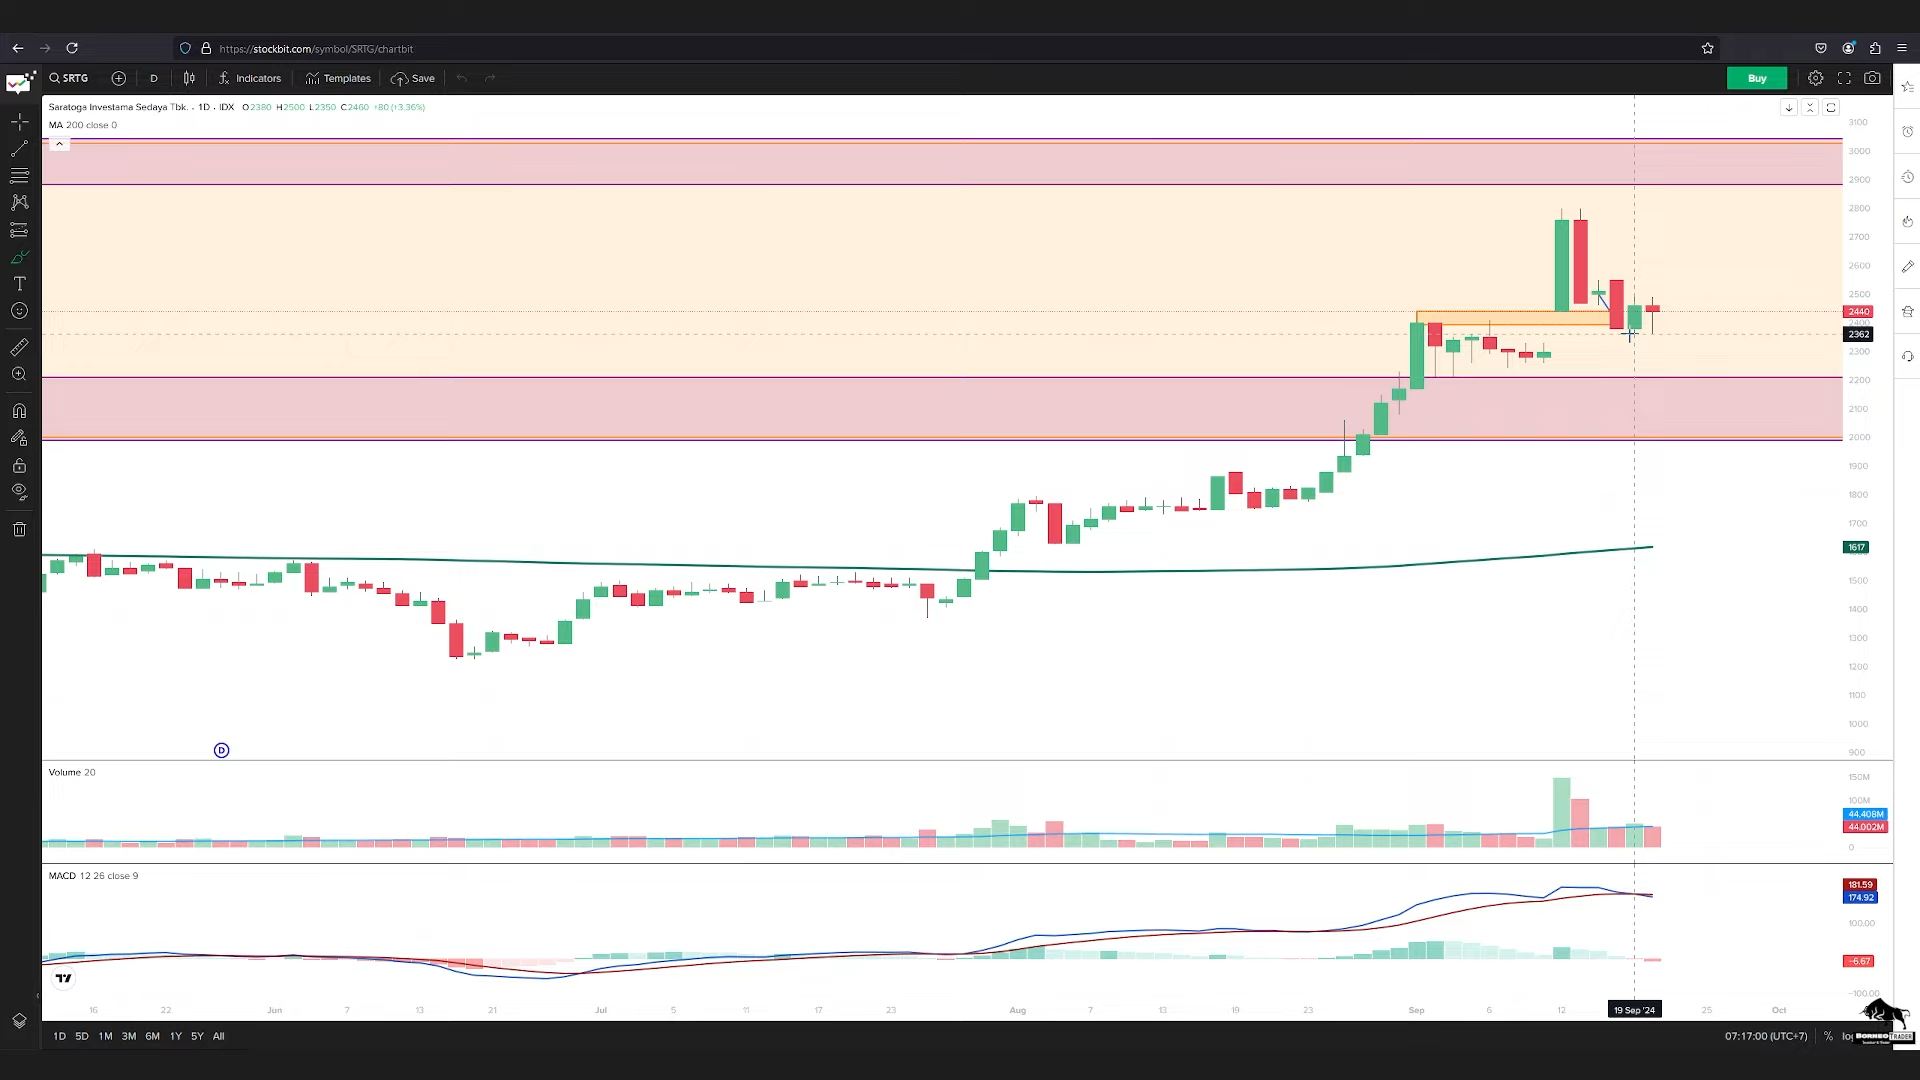 https://stockbit.com/symbol/SRTG/chartbit
SRTG D Indicators Templates Save Buy
Saratoga Investama Sedaya Tbk. · 1D · IDX O2380 H2500 L2350 C2460 +80 (+3.36%)
MA 200 close 0
3100
3000
2900
2800
2700
2600
2500
2440
2400
2362
2300
2200
2100
2000
1900
1800
1700
1617
1500
1400
1300
1200
1100
1000
900
D
Volume 20
150M
100M
44,408M
44,002M
0
MACD 12 26 close 9
181.59
174.92
100.00
-6.67
-100.00
16 22 Jun 7 13 21 Jul 5 11 17 23 Aug 7 13 19 23 Sep 6 12 19 Sep '24 25 Oct
1D 5D 1M 3M 6M 1Y 5Y All 07:17:00 (UTC+7) %
BORNEO TRADER